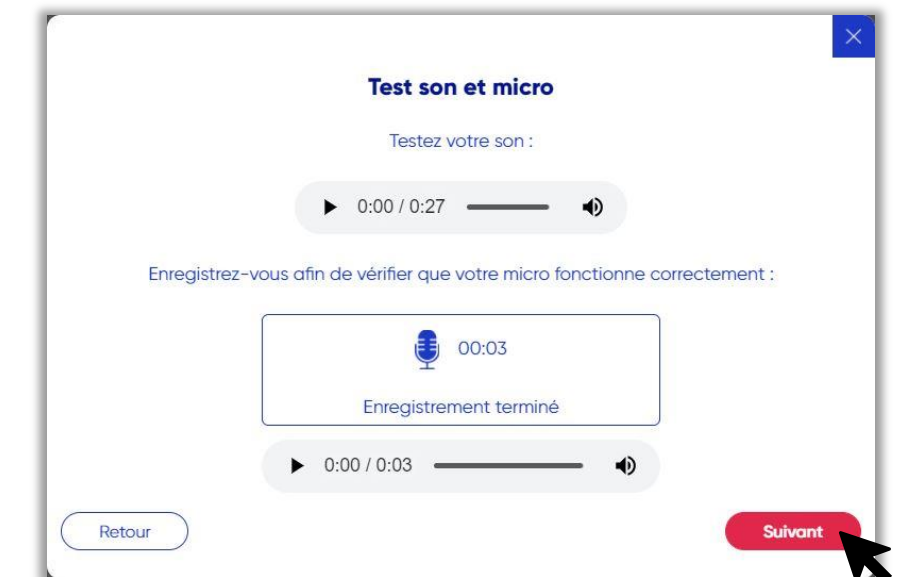 Test son et micro
Testez votre son :
0:00 / 0:27
Enregistrez-vous afin de vérifier que votre micro fonctionne correctement :
00:03
Enregistrement terminé
0:00 / 0:03
Retour
Suivant